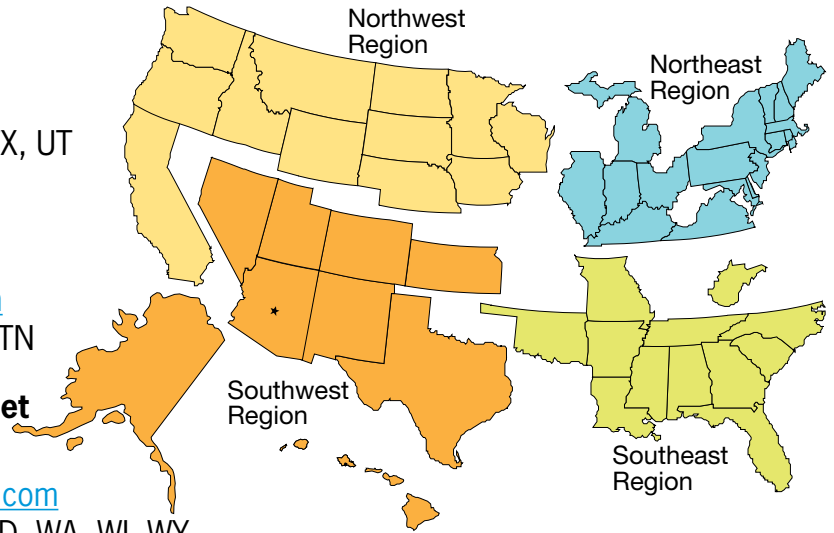 Northwest
Region
Northeast
Region
X, UT
TN
et
Southwest
Region
Southeast
Region
.com
D, WA, WI, WY